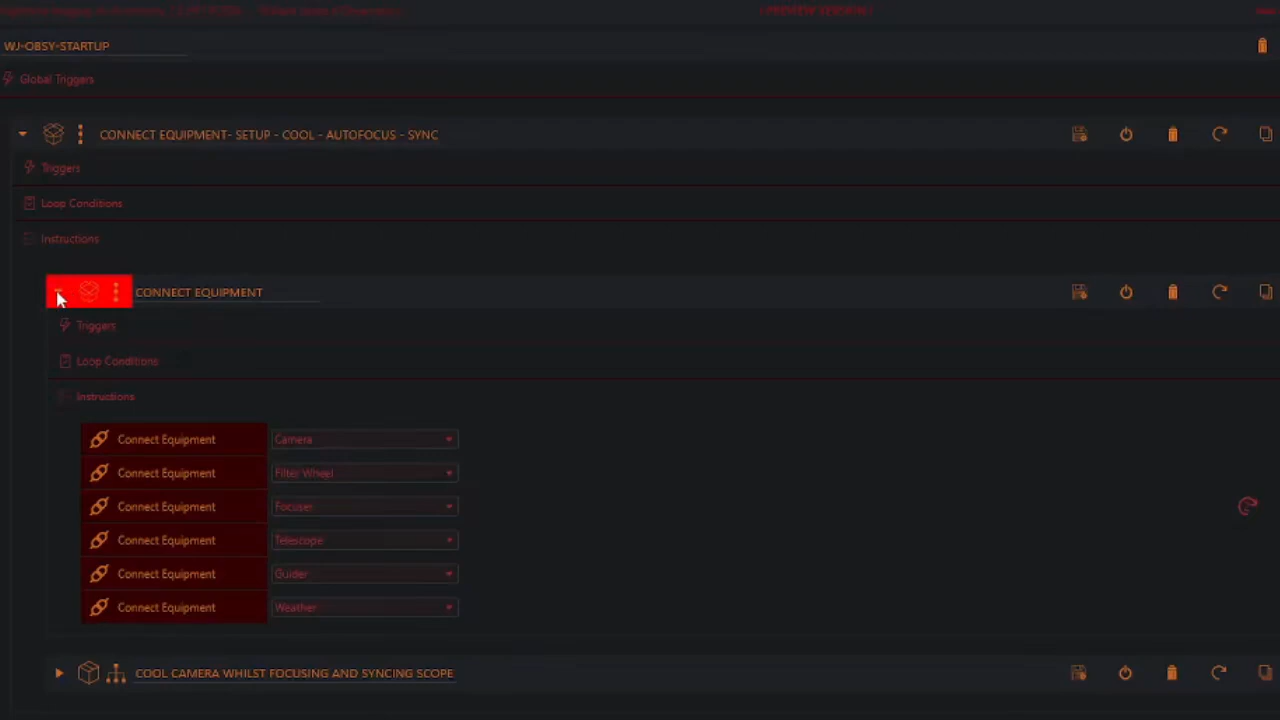 (PREVIEW VERSION)
WJ-OBSY-STARTUP
Global Triggers
CONNECT EQUIPMENT- SETUP - COOL - AUTOFOCUS - SYNC
Triggers
Loop Conditions
Instructions
CONNECT EQUIPMENT
Triggers
Loop Conditions
Instructions
Connect Equipment Camera
Connect Equipment Filter Wheel
Connect Equipment Focuser
Connect Equipment Telescope
Connect Equipment Guider
Connect Equipment Weather
COOL CAMERA WHILST FOCUSING AND SYNCING SCOPE